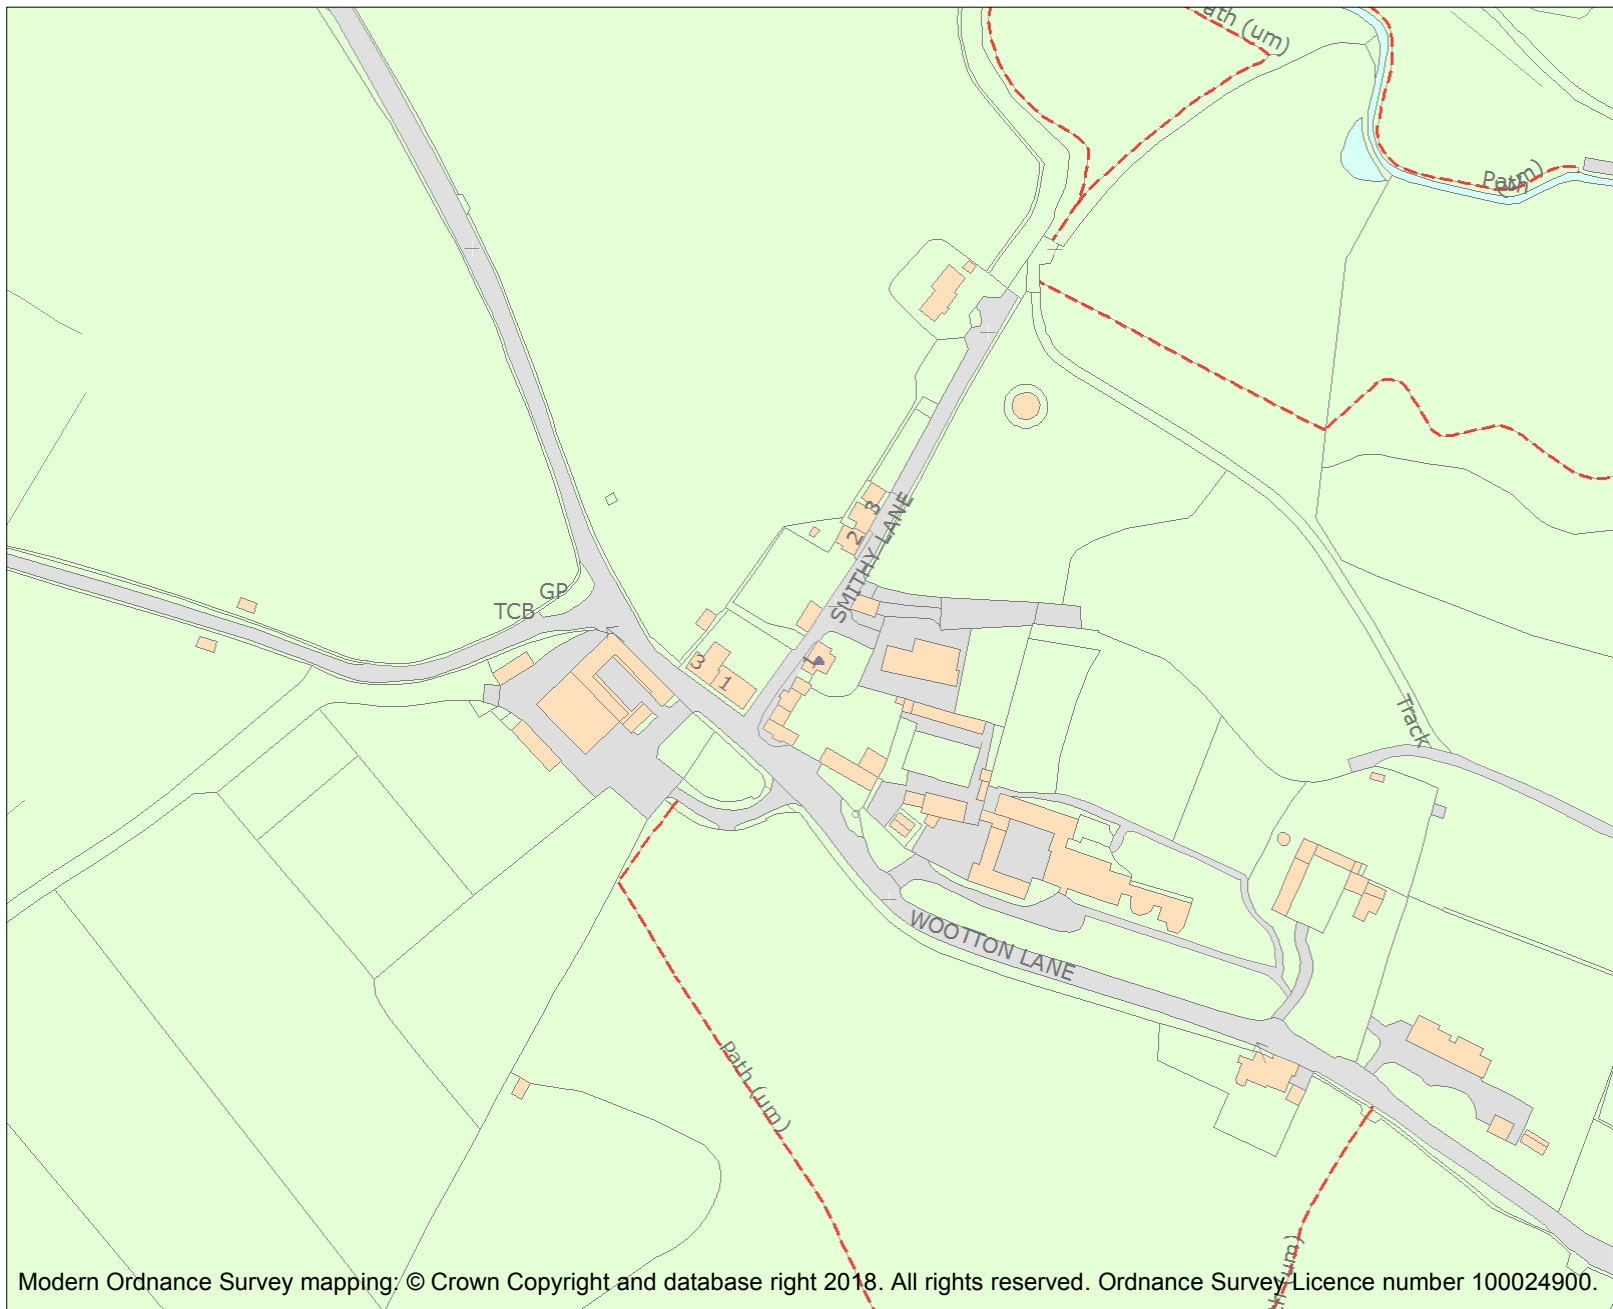 Path (um)
Path
(um)
GP
TCB
3
2
SMITHY LANE
3
1
1
Track
WOOTTON LANE
Path (um)
Modern Ordnance Survey mapping: © Crown Copyright and database right 2018. All rights reserved. Ordnance Survey Licence number 100024900.